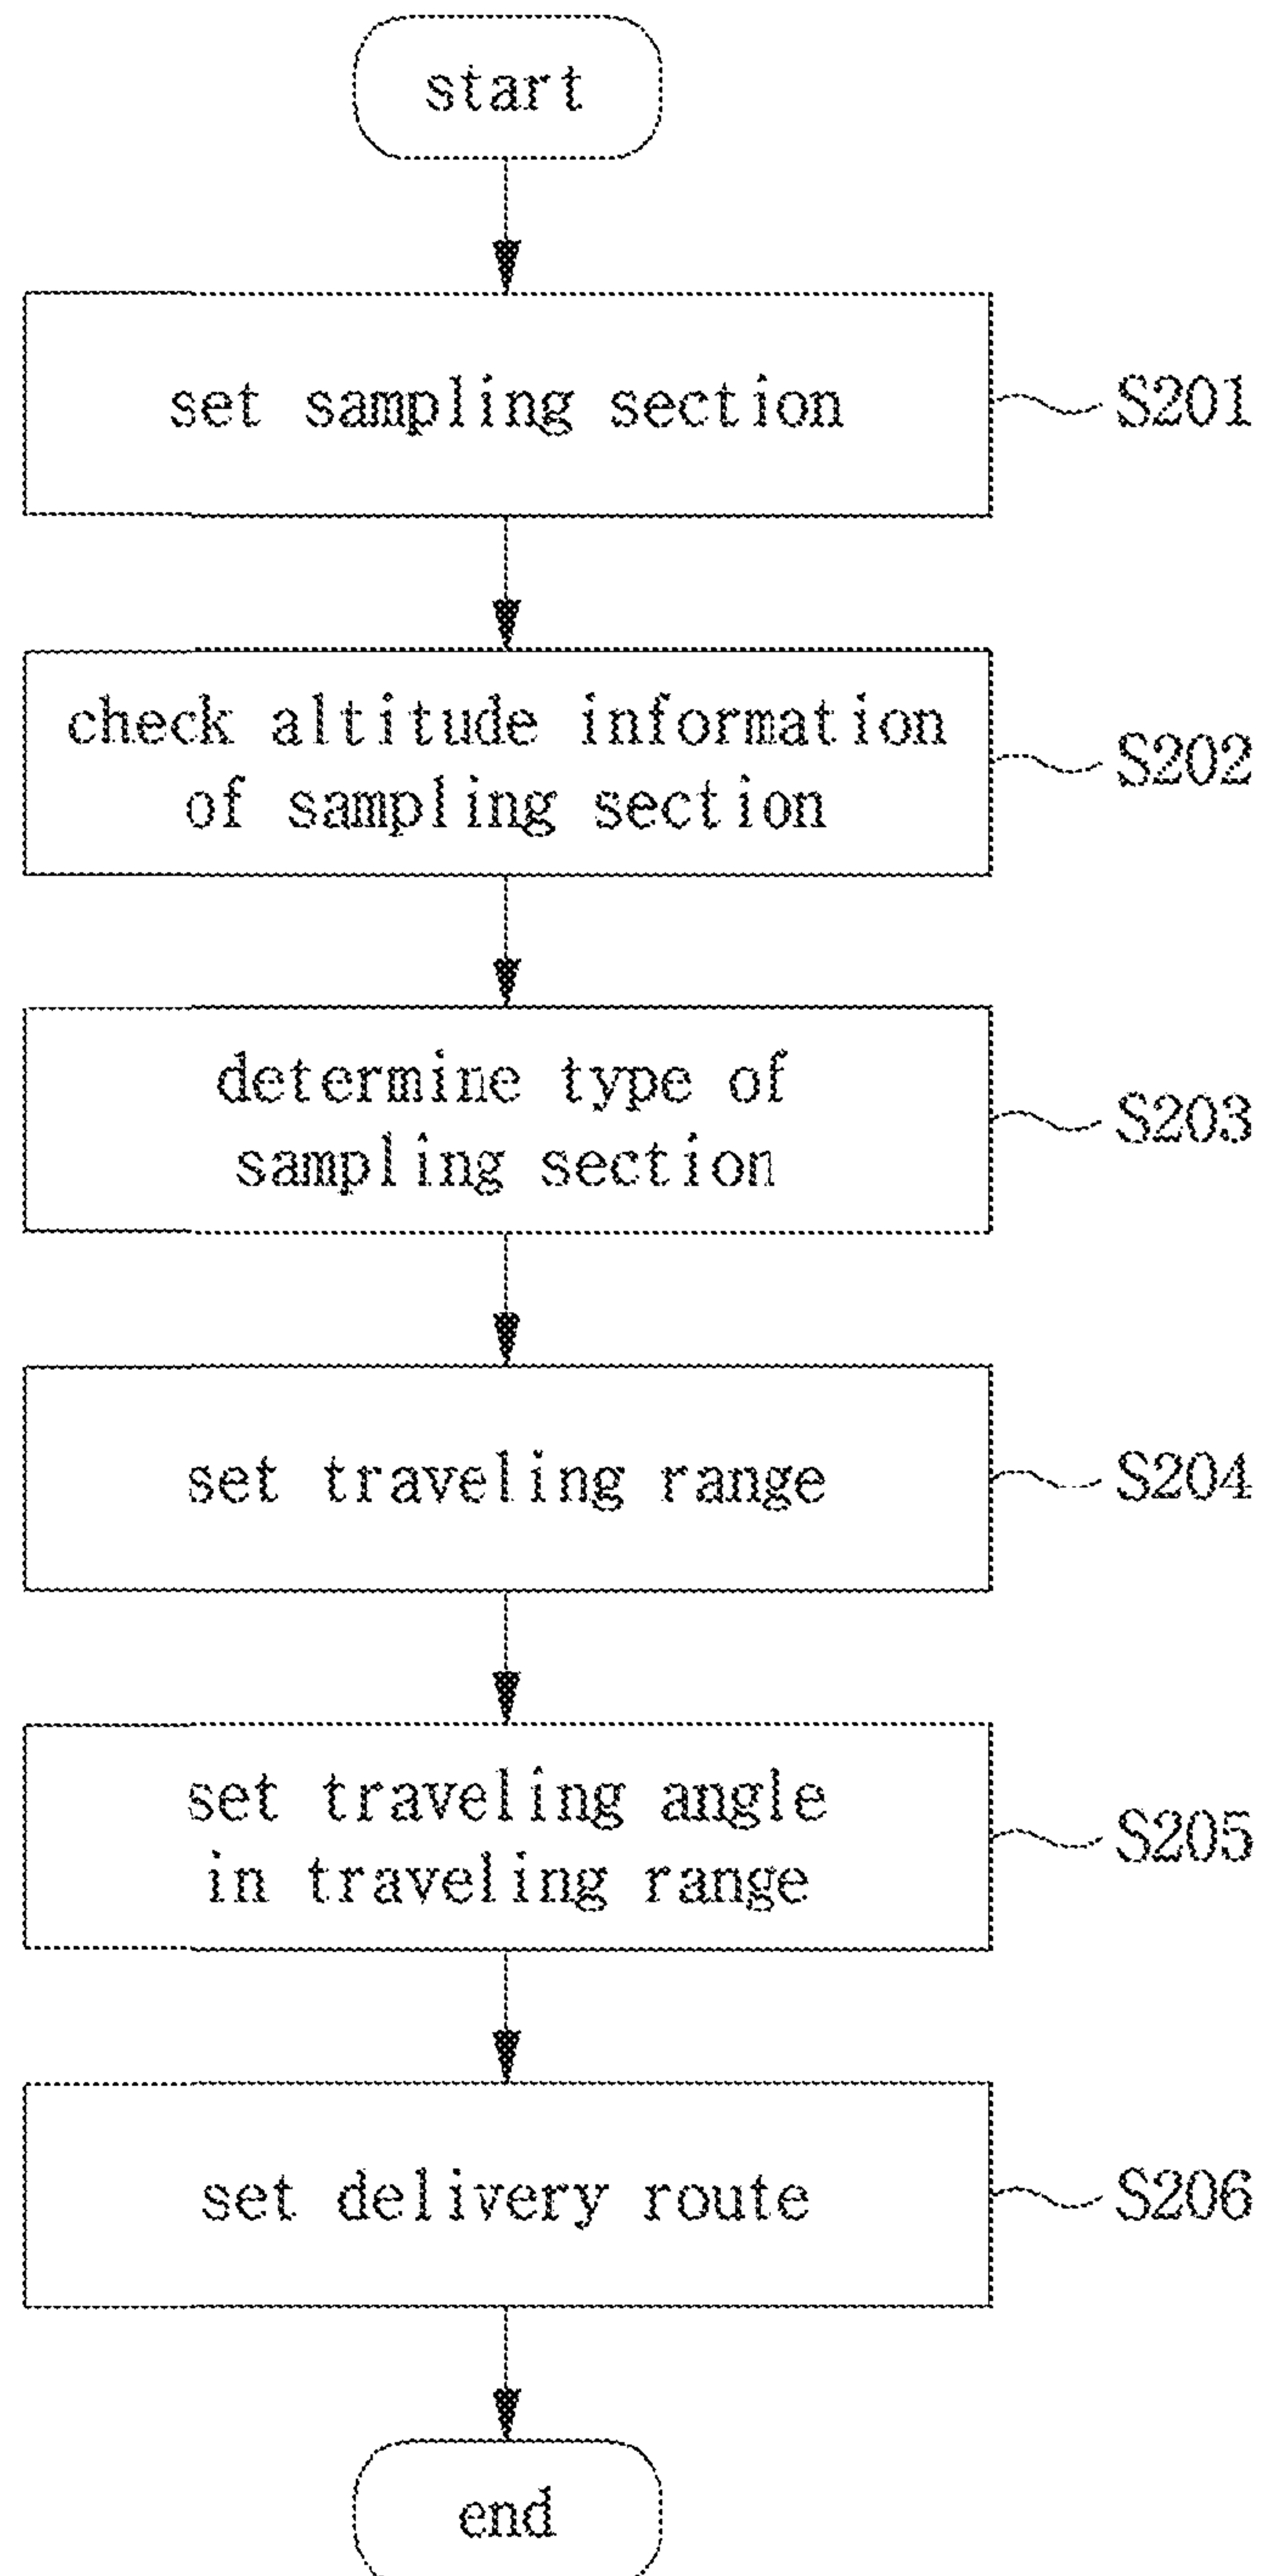 start
set sampling section
S201
check altitude information
of sampling section
S202
determine type of
sampling section
S203
set traveling range
S204
set traveling angle
in traveling range
S205
set delivery route
S206
end